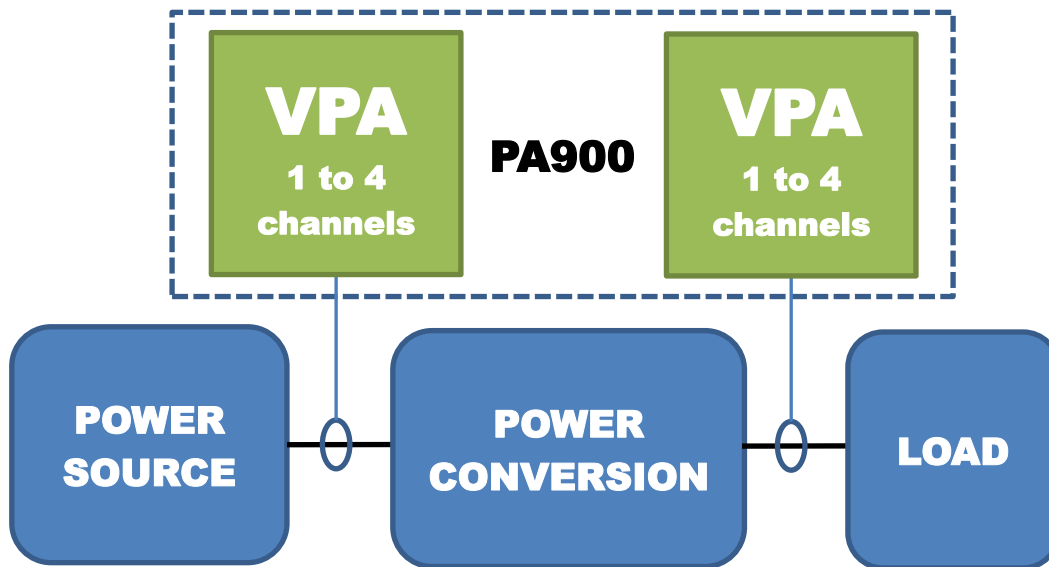 VPA
1 to 4
channels
PA900
VPA
1 to 4
channels
POWER
SOURCE
POWER
CONVERSION
LOAD